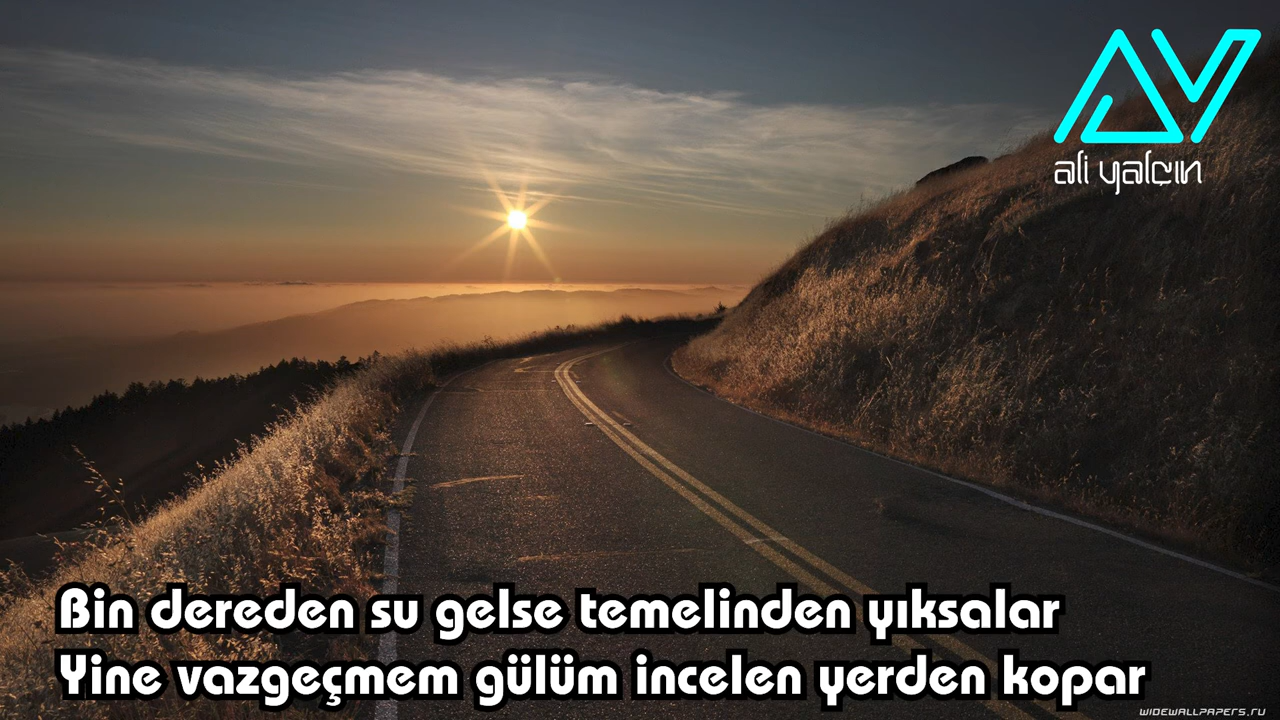 ali yalçın
Bin dereden su gelse temelinden yıksalar
Yine vazgeçmem gülüm incelen yerden kopar
WIDEWALLPAPERS.RU